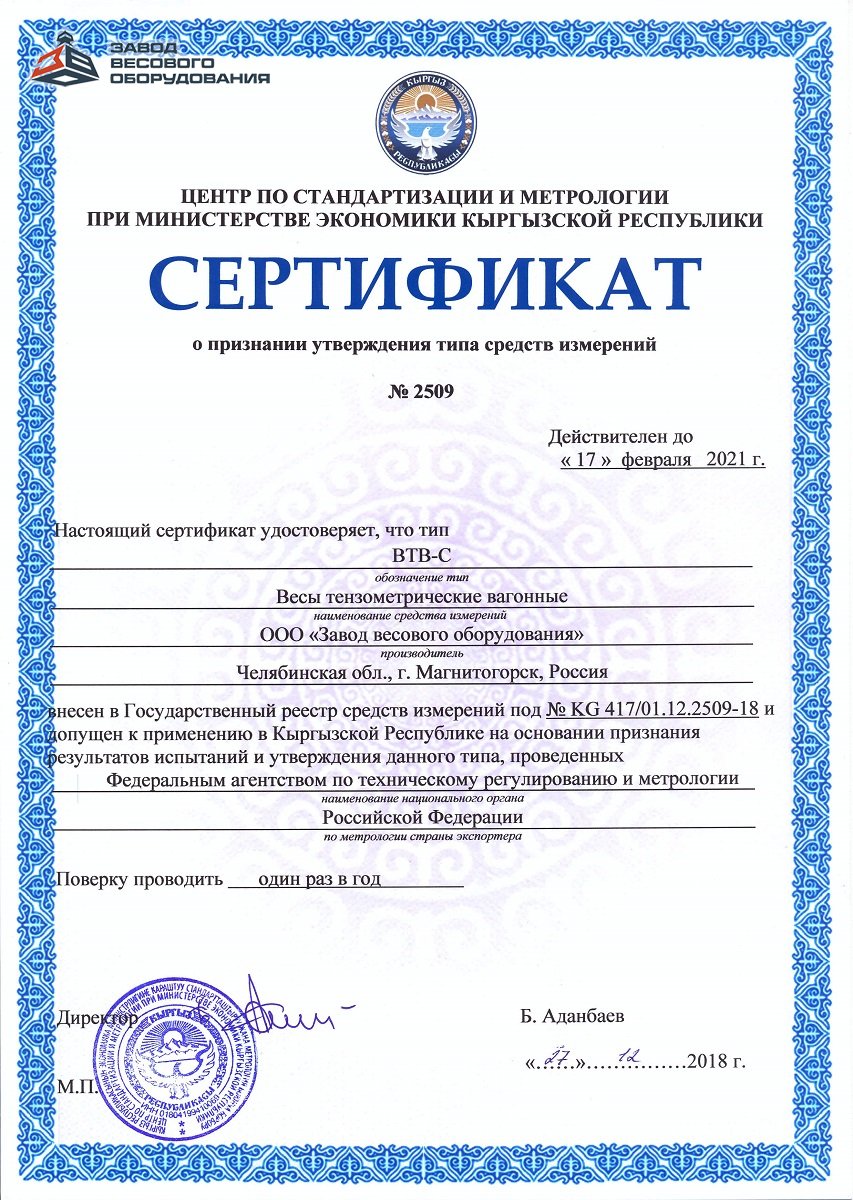 ЗАВОД
ВЕСОВОГО
ОБОРУДОВАНИЯ
КЫРГЫЗ
РЕСПУБЛИКАСЫ
ЦЕНТР ПО СТАНДАРТИЗАЦИИ И МЕТРОЛОГИИ
ПРИ МИНИСТЕРСТВЕ ЭКОНОМИКИ КЫРГЫЗСКОЙ РЕСПУБЛИКИ
СЕРТИФИКАТ
о признании утверждения типа средств измерений
№ 2509
Действителен до
« 17 » февраля 2021 г.
Настоящий сертификат удостоверяет, что тип
ВТВ-С
обозначение тип
Весы тензометрические вагонные
наименование средства измерений
ООО «Завод весового оборудования»
производитель
Челябинская обл., г. Магнитогорск, Россия
внесен в Государственный реестр средств измерений под № KG 417/01.12.2509-18 и
допущен к применению в Кыргызской Республике на основании признания
результатов испытаний и утверждения данного типа, проведенных
Федеральным агентством по техническому регулированию и метрологии
наименование национального органа
Российской Федерации
по метрологии страны экспортера
Поверку проводить один раз в год
Директор
Б. Аданбаев
«...27...»......12.........2018 г.
М.П.
КЫРГЫЗ
РЕСПУБЛИКАСЫ